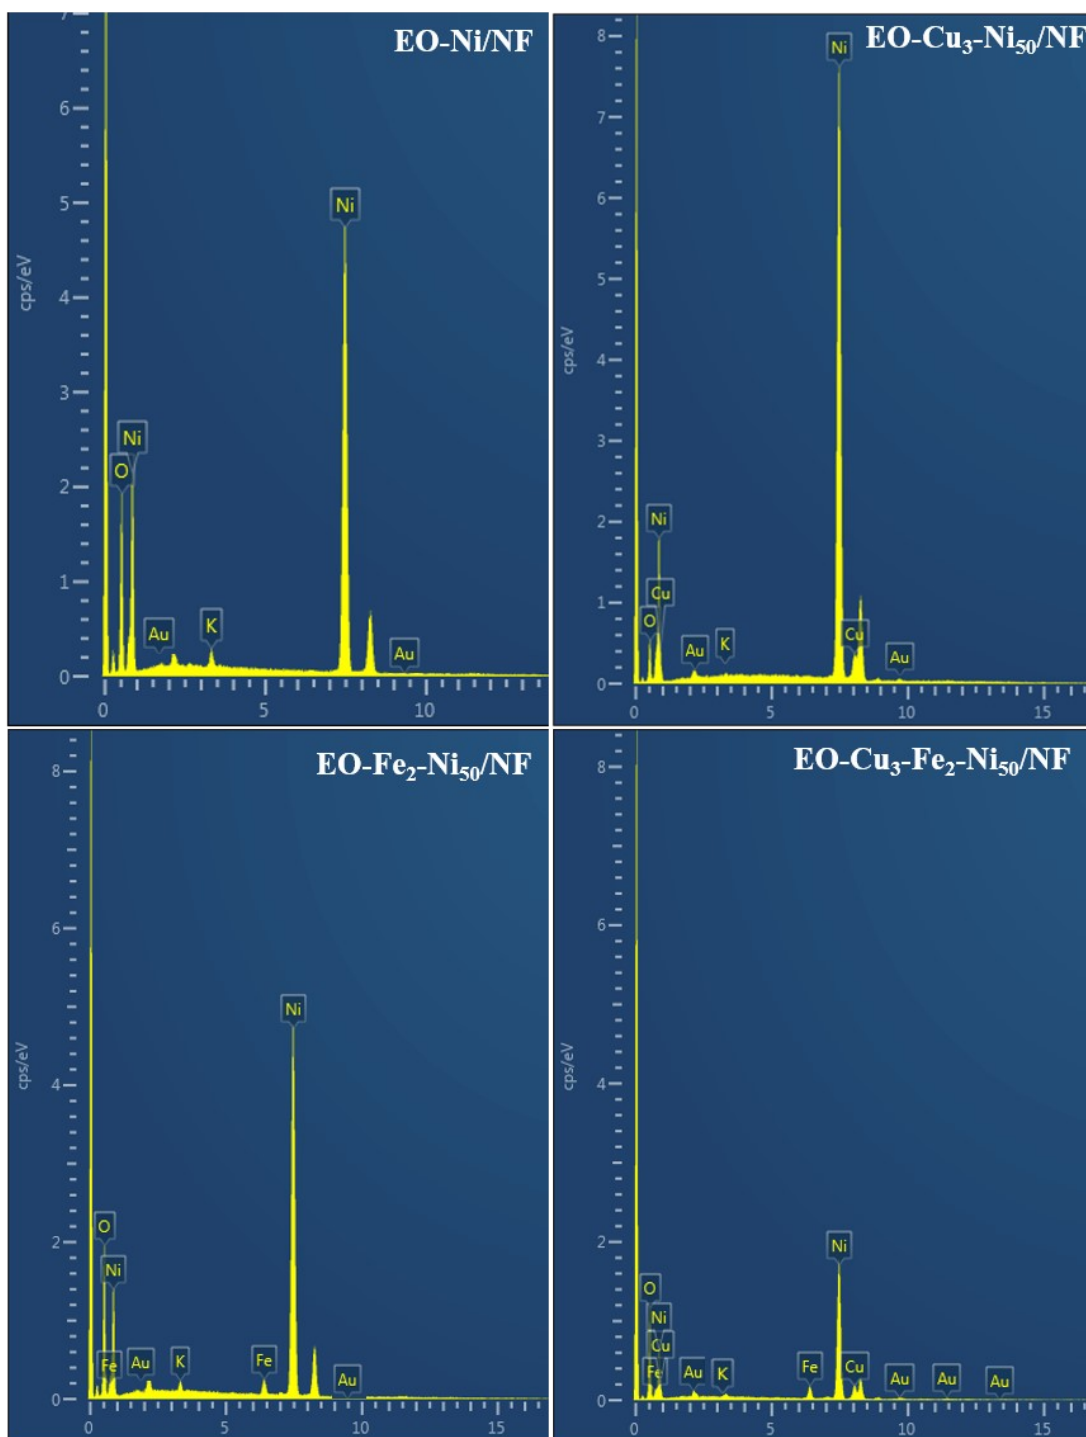 EO-Ni/NF
7
6
5
4
3
2
1
0
cps/eV
Ni
Ni
O
Au
K
Au
0 5 10
EO-Cu₃-Ni₅₀/NF
8
7
6
5
4
3
2
1
0
cps/eV
Ni
Ni
Cu
O
Au
K
Cu
Au
0 5 10 15
EO-Fe₂-Ni₅₀/NF
8
6
4
2
0
cps/eV
Ni
O
Ni
Fe
Au
K
Fe
Au
0 5 10 15
EO-Cu₃-Fe₂-Ni₅₀/NF
8
6
4
2
0
cps/eV
Ni
O
Ni
Cu
Fe
Au
K
Fe
Cu
Au
Au
Au
0 5 10 15